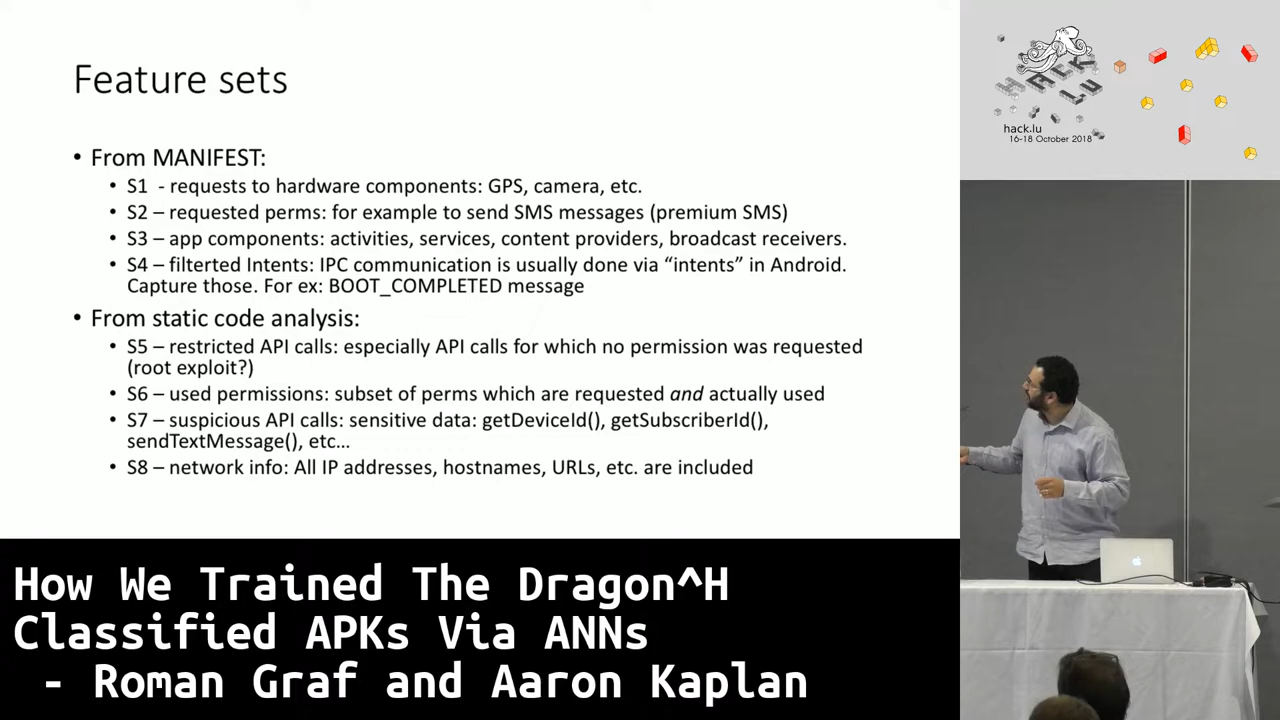 Feature sets
• From MANIFEST:
• S1 - requests to hardware components: GPS, camera, etc.
• S2 – requested perms: for example to send SMS messages (premium SMS)
• S3 – app components: activities, services, content providers, broadcast receivers.
• S4 – filterted Intents: IPC communication is usually done via “intents” in Android.
Capture those. For ex: BOOT_COMPLETED message
• From static code analysis:
• S5 – restricted API calls: especially API calls for which no permission was requested
(root exploit?)
• S6 – used permissions: subset of perms which are requested and actually used
• S7 – suspicious API calls: sensitive data: getDeviceId(), getSubscriberId(),
sendTextMessage(), etc…
• S8 – network info: All IP addresses, hostnames, URLs, etc. are included
HACK
LU
hack.lu
16-18 October 2018
How We Trained The Dragon^H
Classified APKs Via ANNs
- Roman Graf and Aaron Kaplan